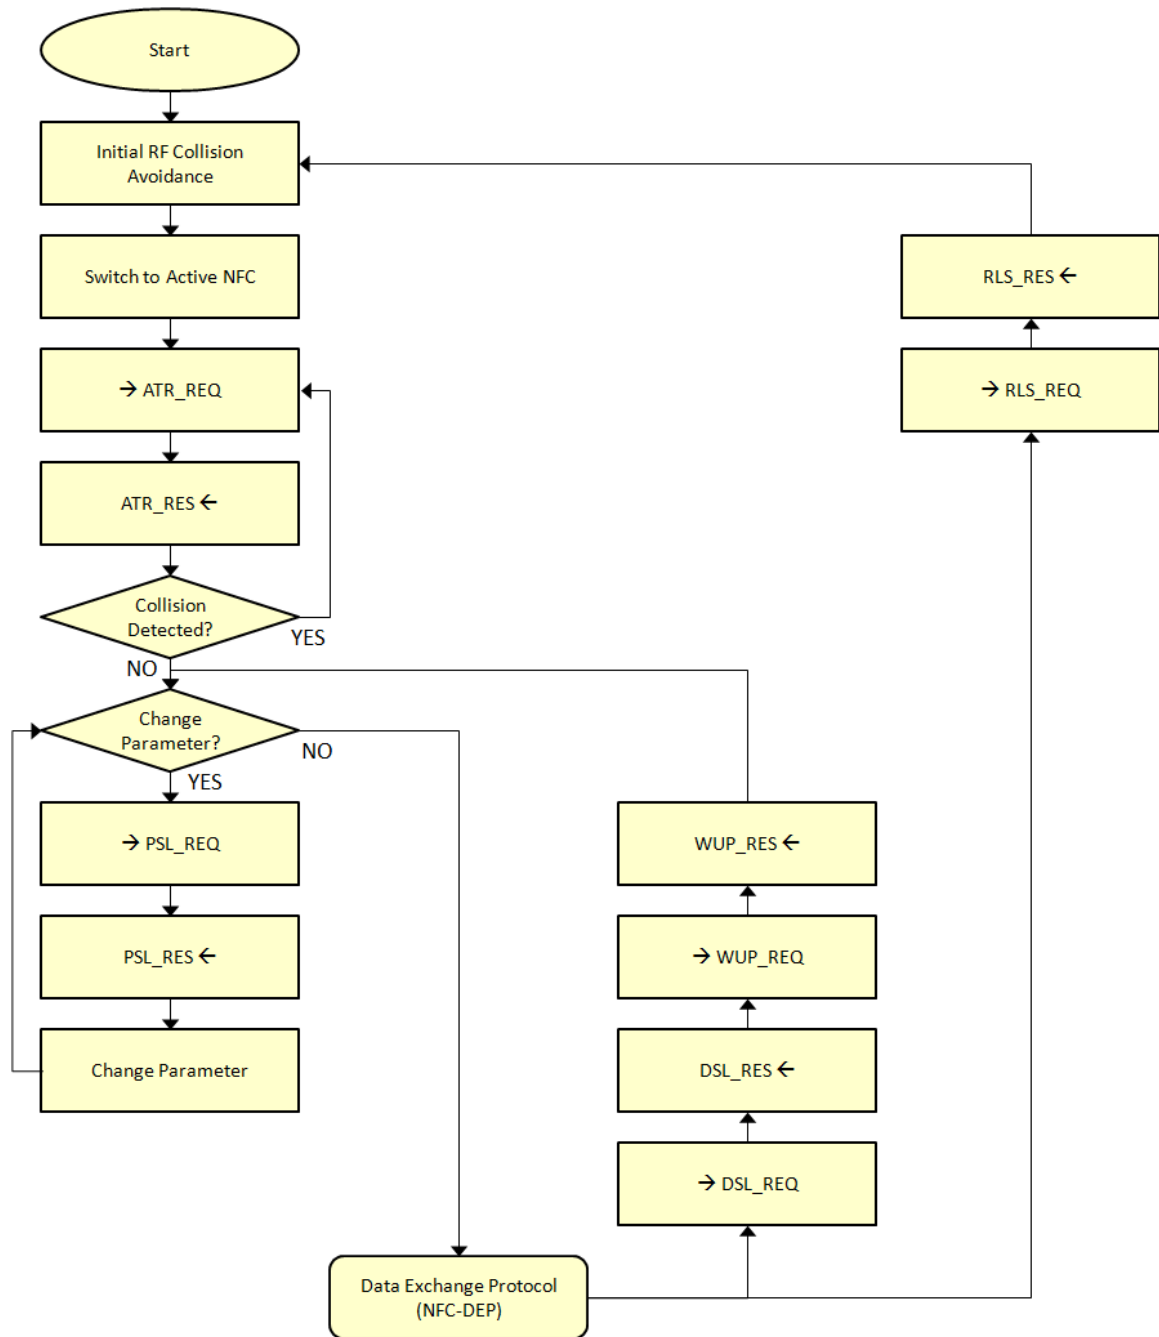 Start
Initial RF Collision
Avoidance
Switch to Active NFC
→ ATR_REQ
ATR_RES ←
Collision
Detected?
YES
NO
Change
Parameter?
NO
YES
→ PSL_REQ
PSL_RES ←
Change Parameter
Data Exchange Protocol
(NFC-DEP)
WUP_RES ←
→ WUP_REQ
DSL_RES ←
→ DSL_REQ
RLS_RES ←
→ RLS_REQ